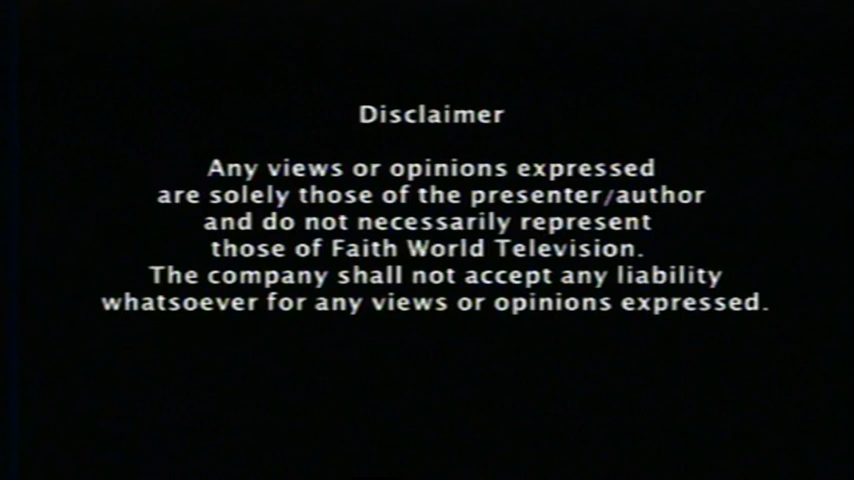 Disclaimer
Any views or opinions expressed
are solely those of the presenter/author
and do not necessarily represent
those of Faith World Television.
The company shall not accept any liability
whatsoever for any views or opinions expressed.